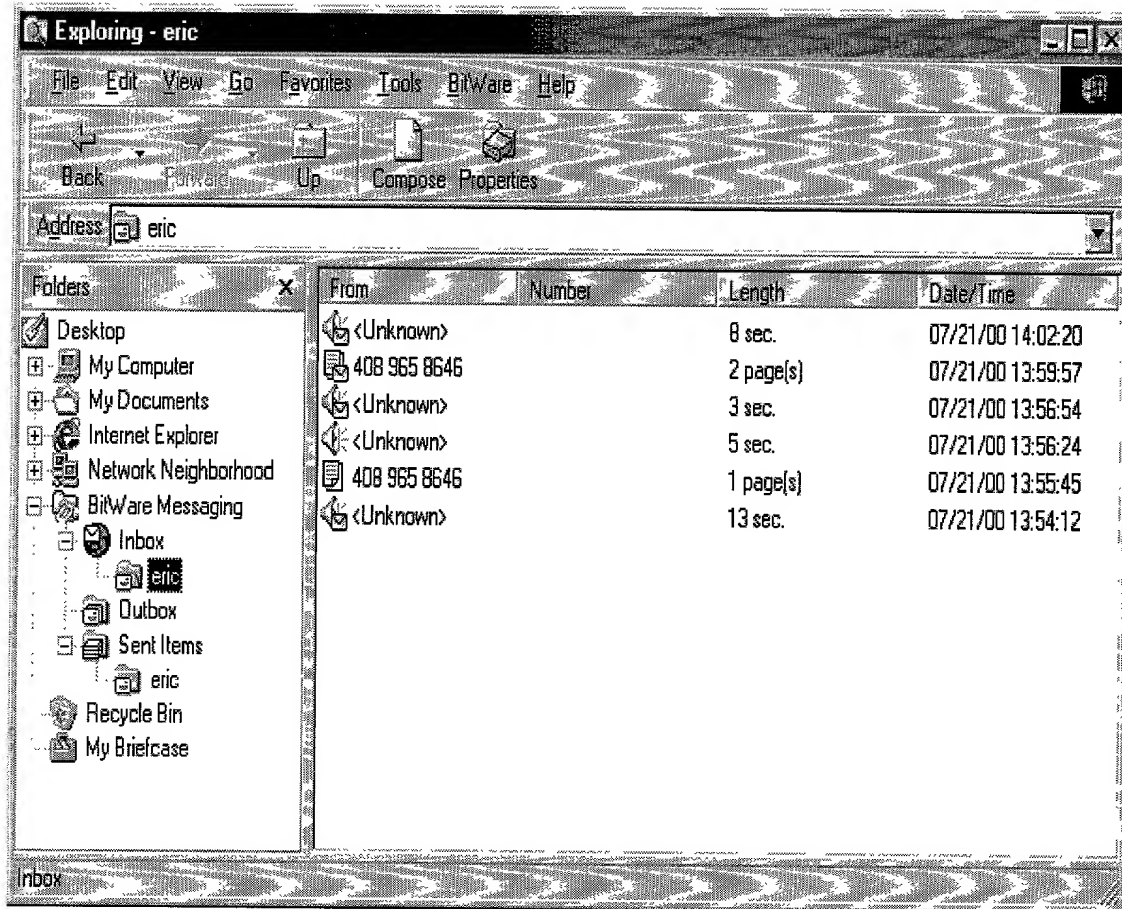 Exploring - eric
File Edit View Go Favorites Tools BitWare Help
Back Forward Up Compose Properties
Address eric
Folders x
Desktop
My Computer
My Documents
Internet Explorer
Network Neighborhood
BitWare Messaging
Inbox
eric
Outbox
Sent Items
eric
Recycle Bin
My Briefcase
From Number Length Date/Time
<Unknown> 8 sec. 07/21/00 14:02:20
408 965 8646 2 page(s) 07/21/00 13:59:57
<Unknown> 3 sec. 07/21/00 13:56:54
<Unknown> 5 sec. 07/21/00 13:56:24
408 965 8646 1 page(s) 07/21/00 13:55:45
<Unknown> 13 sec. 07/21/00 13:54:12
Inbox